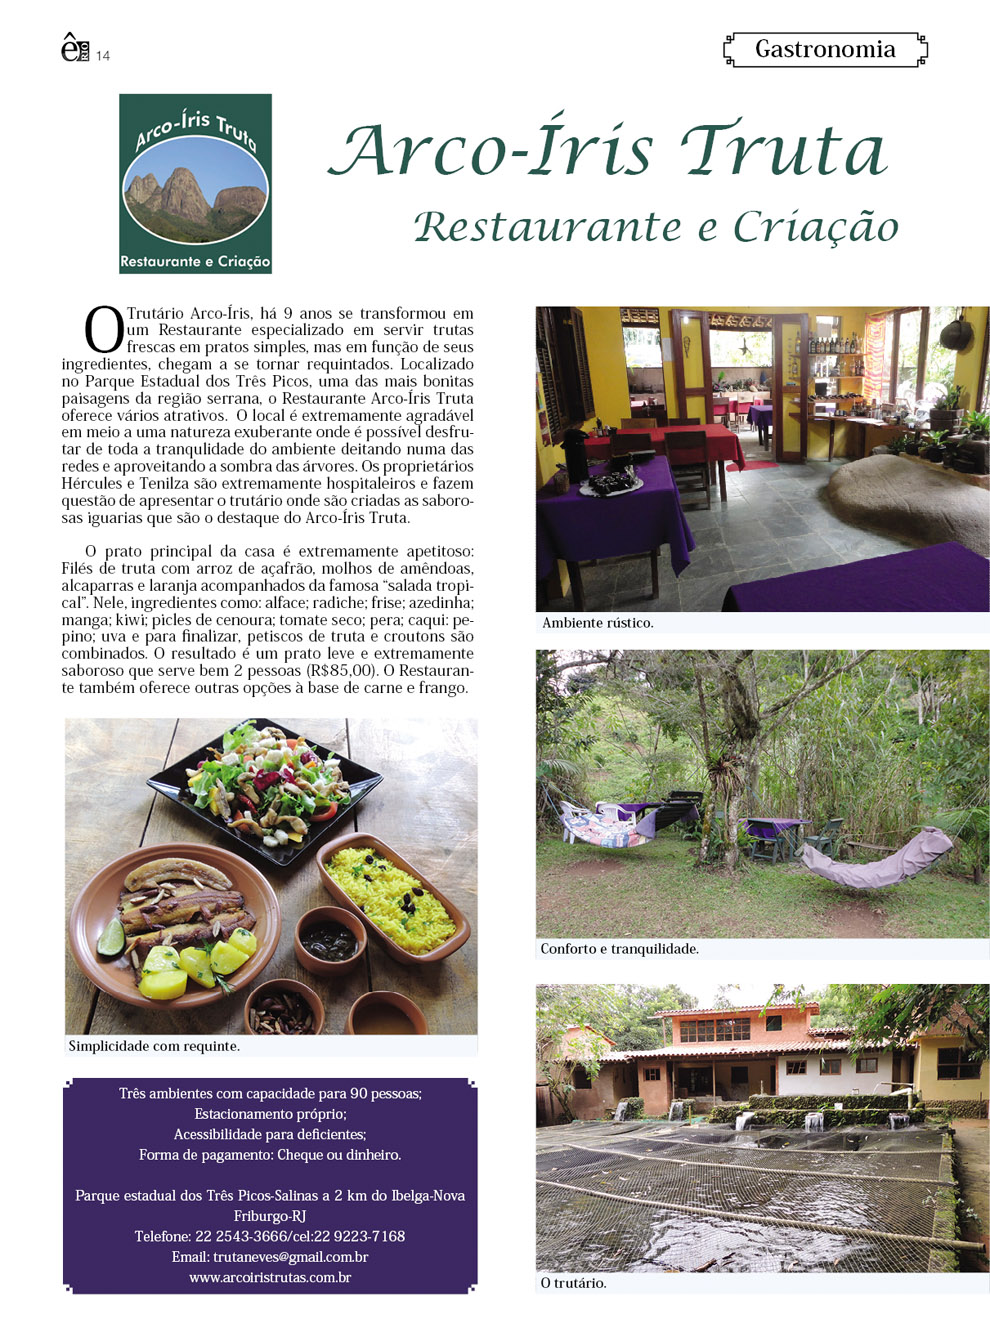 ê RIO 14
Gastronomia
Arco-Íris Truta
Restaurante e Criação
Arco-Íris Truta
Restaurante e Criação
O Trutário Arco-Íris, há 9 anos se transformou em
um Restaurante especializado em servir trutas
frescas em pratos simples, mas em função de seus
ingredientes, chegam a se tornar requintados. Localizado
no Parque Estadual dos Três Picos, uma das mais bonitas
paisagens da região serrana, o Restaurante Arco-Íris Truta
oferece vários atrativos. O local é extremamente agradável
em meio a uma natureza exuberante onde é possível desfru-
tar de toda a tranqulidade do ambiente deitando numa das
redes e aproveitando a sombra das árvores. Os proprietários
Hércules e Tenilza são extremamente hospitaleiros e fazem
questão de apresentar o trutário onde são criadas as saboro-
sas iguarias que são o destaque do Arco-Íris Truta.
O prato principal da casa é extremamente apetitoso:
Filés de truta com arroz de açafrão, molhos de amêndoas,
alcaparras e laranja acompanhados da famosa “salada tropi-
cal”. Nele, ingredientes como: alface; radiche; frise; azedinha;
manga; kiwi; picles de cenoura; tomate seco; pera; caqui: pe-
pino; uva e para finalizar, petiscos de truta e croutons são
combinados. O resultado é um prato leve e extremamente
saboroso que serve bem 2 pessoas (R$85,00). O Restauran-
te também oferece outras opções à base de carne e frango.
Simplicidade com requinte.
Três ambientes com capacidade para 90 pessoas;
Estacionamento próprio;
Acessibilidade para deficientes;
Forma de pagamento: Cheque ou dinheiro.
Parque estadual dos Três Picos-Salinas a 2 km do Ibelga-Nova
Friburgo-RJ
Telefone: 22 2543-3666/cel:22 9223-7168
Email: trutaneves@gmail.com.br
www.arcoiristrutas.com.br
Ambiente rústico.
Conforto e tranquilidade.
O trutário.